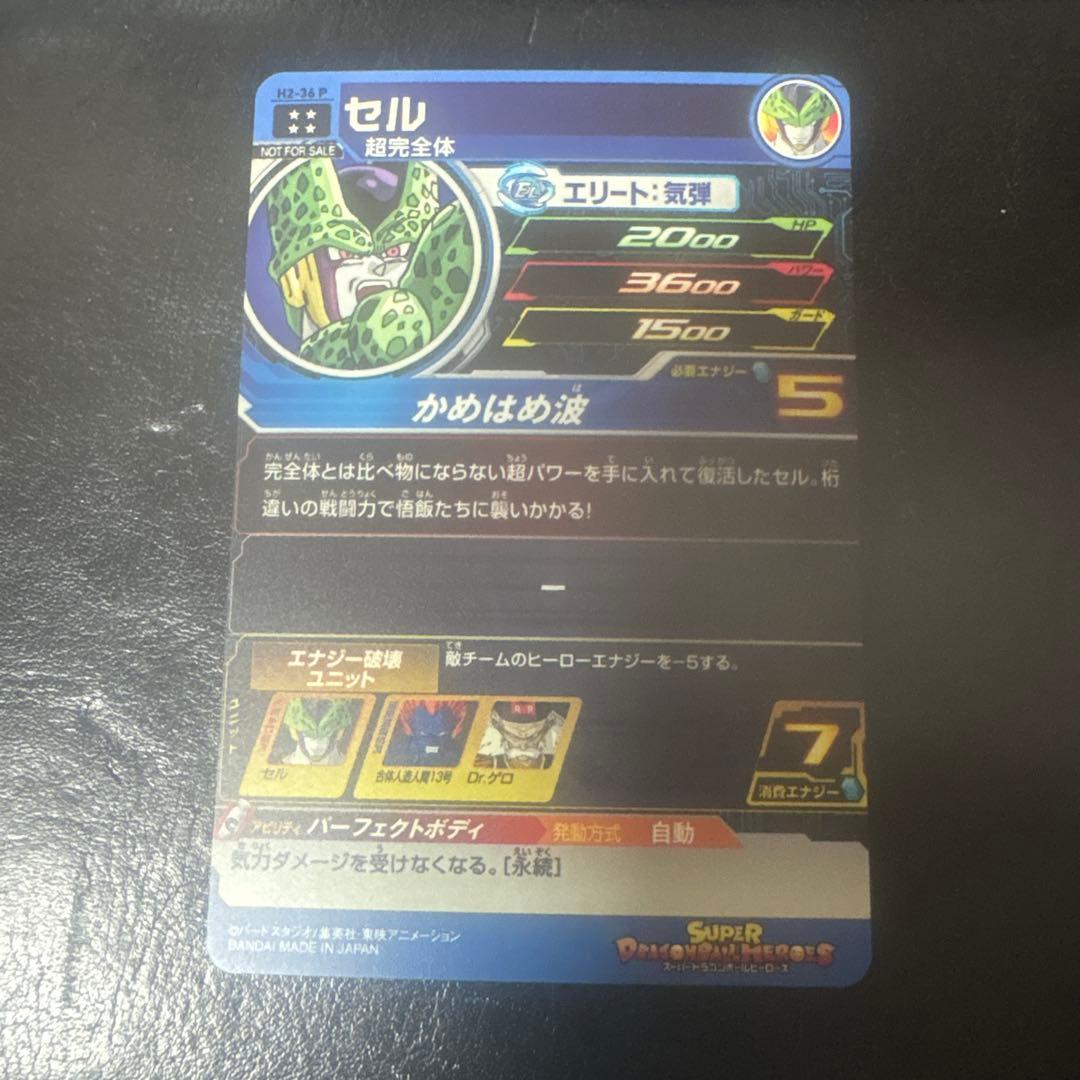 H2-36 P
NOT FOR SALE
セル
超完全体
EL エリート:気弾
2000 HP
3600 パワー
1500 ガード
必要エナジー 5
かめはめ波
完全体とは比べ物にならない超パワーを手に入れて復活したセル。桁
違いの戦闘力で悟飯たちに襲いかかる!
ー
エナジー破壊
ユニット
敵チームのヒーローエナジーを-5する。
ユニット
セル
合体人造人間13号
Dr.ゲロ
7
消費エナジー
アビリティ パーフェクトボディ 発動方式 自動
気力ダメージを受けなくなる。[永続]
©バードスタジオ/集英社・東映アニメーション
BANDAI MADE IN JAPAN
SUPER
DRAGONBALL HEROES
スーパードラゴンボールヒーローズ